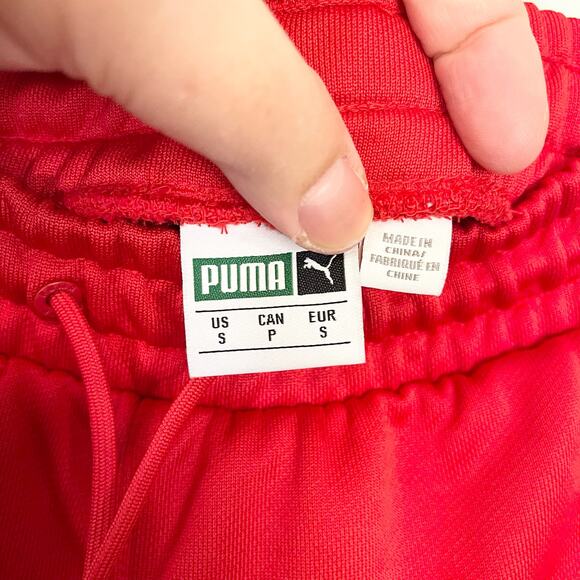 PUMA
US CAN EUR
S P S
MADE IN
CHINA/
FABRIQUÉ EN
CHINE